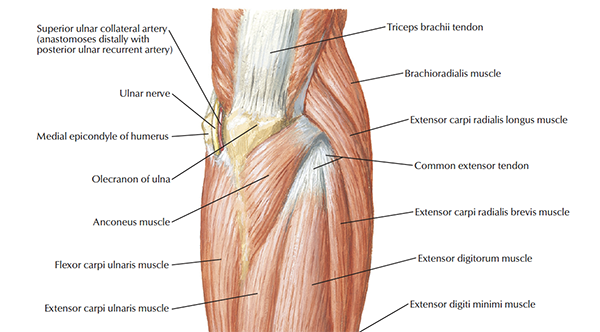 Superior ulnar collateral artery
(anastomoses distally with
posterior ulnar recurrent artery)
Ulnar nerve
Medial epicondyle of humerus
Olecranon of ulna
Anconeus muscle
Flexor carpi ulnaris muscle
Extensor carpi ulnaris muscle
Triceps brachii tendon
Brachioradialis muscle
Extensor carpi radialis longus muscle
Common extensor tendon
Extensor carpi radialis brevis muscle
Extensor digitorum muscle
Extensor digiti minimi muscle